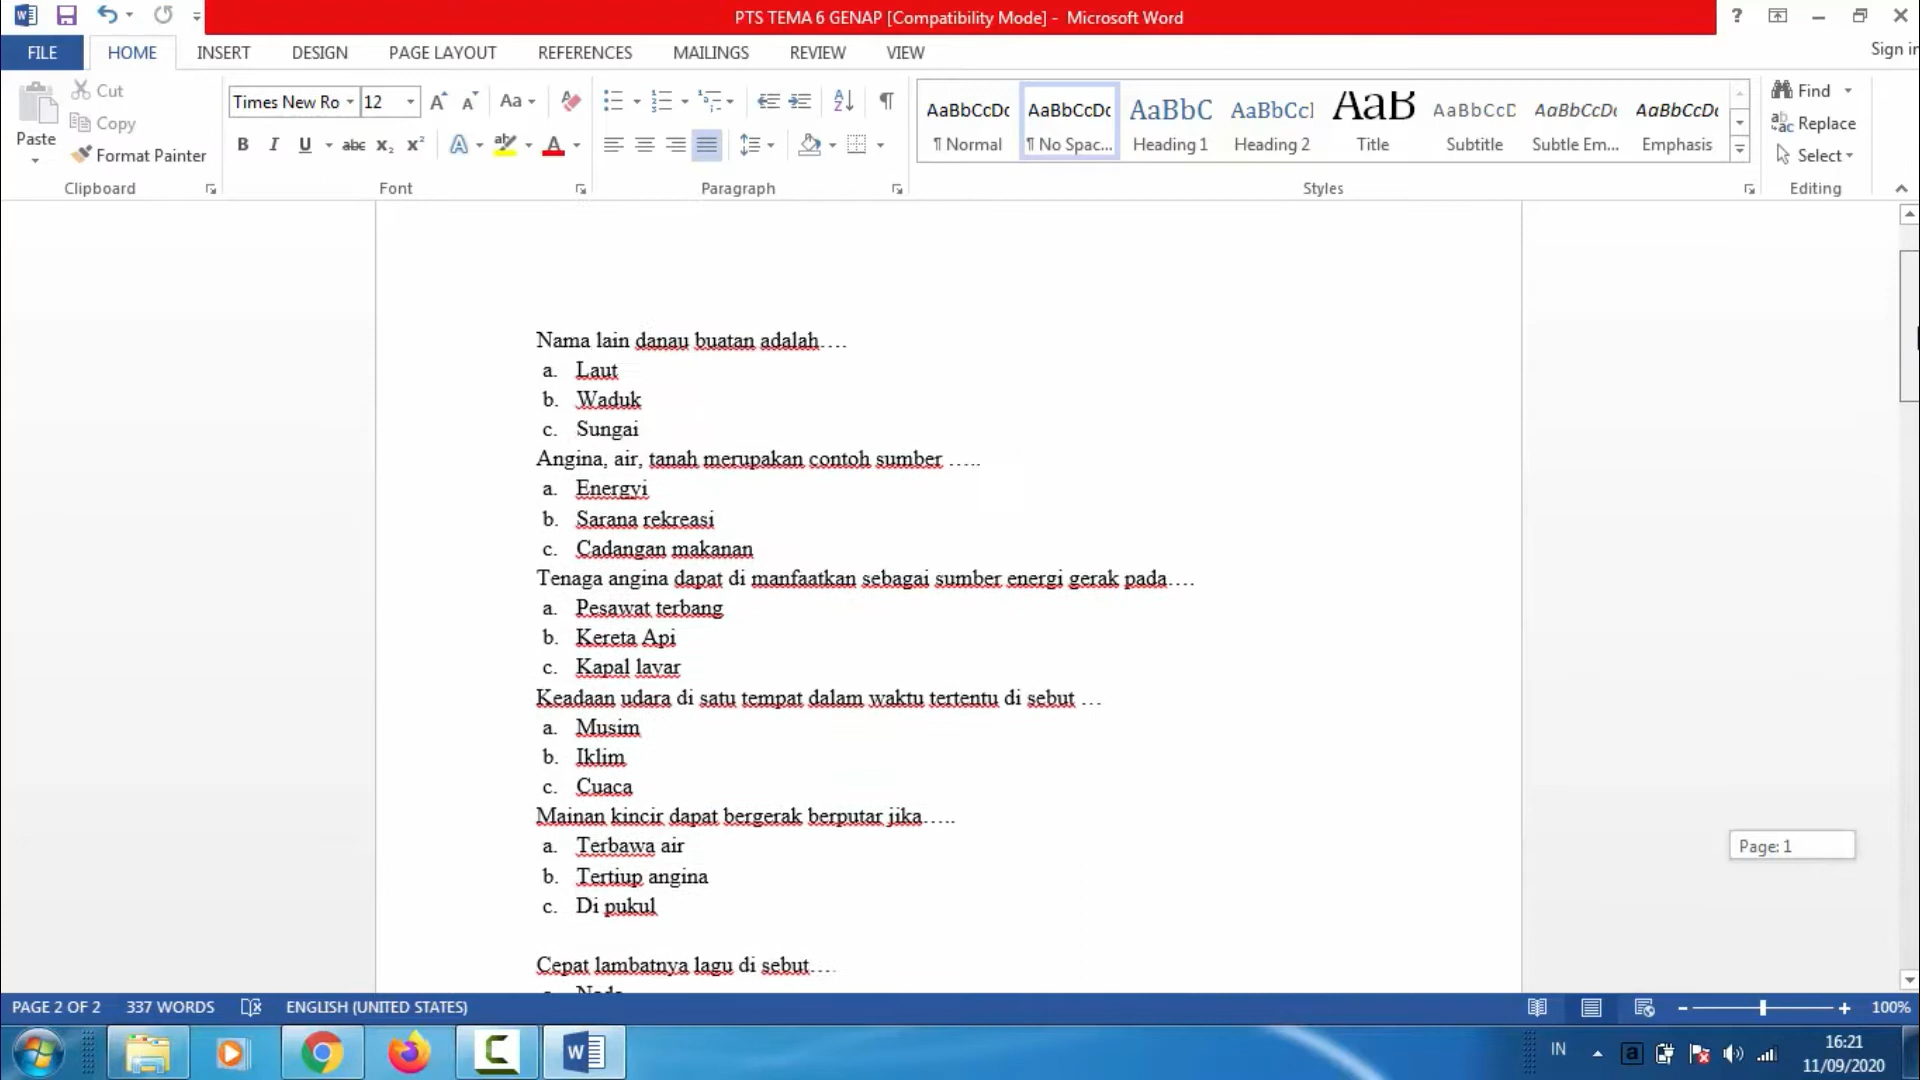 PTS TEMA 6 GENAP [Compatibility Mode] - Microsoft Word
FILE HOME INSERT DESIGN PAGE LAYOUT REFERENCES MAILINGS REVIEW VIEW Sign in
Paste
Cut
Copy
Format Painter
Clipboard
Times New Ro 12
Font
Paragraph
AaBbCcDc AaBbCcDc AaBbC AaBbCcI AaB AaBbCcD AaBbCcDc AaBbCcDc
¶ Normal ¶ No Spac... Heading 1 Heading 2 Title Subtitle Subtle Em... Emphasis
Styles
Find
Replace
Select
Editing
Nama lain danau buatan adalah….
a. Laut
b. Waduk
c. Sungai
Angina, air, tanah merupakan contoh sumber …..
a. Energyi
b. Sarana rekreasi
c. Cadangan makanan
Tenaga angina dapat di manfaatkan sebagai sumber energi gerak pada….
a. Pesawat terbang
b. Kereta Api
c. Kapal layar
Keadaan udara di satu tempat dalam waktu tertentu di sebut …
a. Musim
b. Iklim
c. Cuaca
Mainan kincir dapat bergerak berputar jika…..
a. Terbawa air
b. Tertiup angina
c. Di pukul
Cepat lambatnya lagu di sebut….
Page: 1
PAGE 2 OF 2 337 WORDS ENGLISH (UNITED STATES) 100%
IN
16:21
11/09/2020